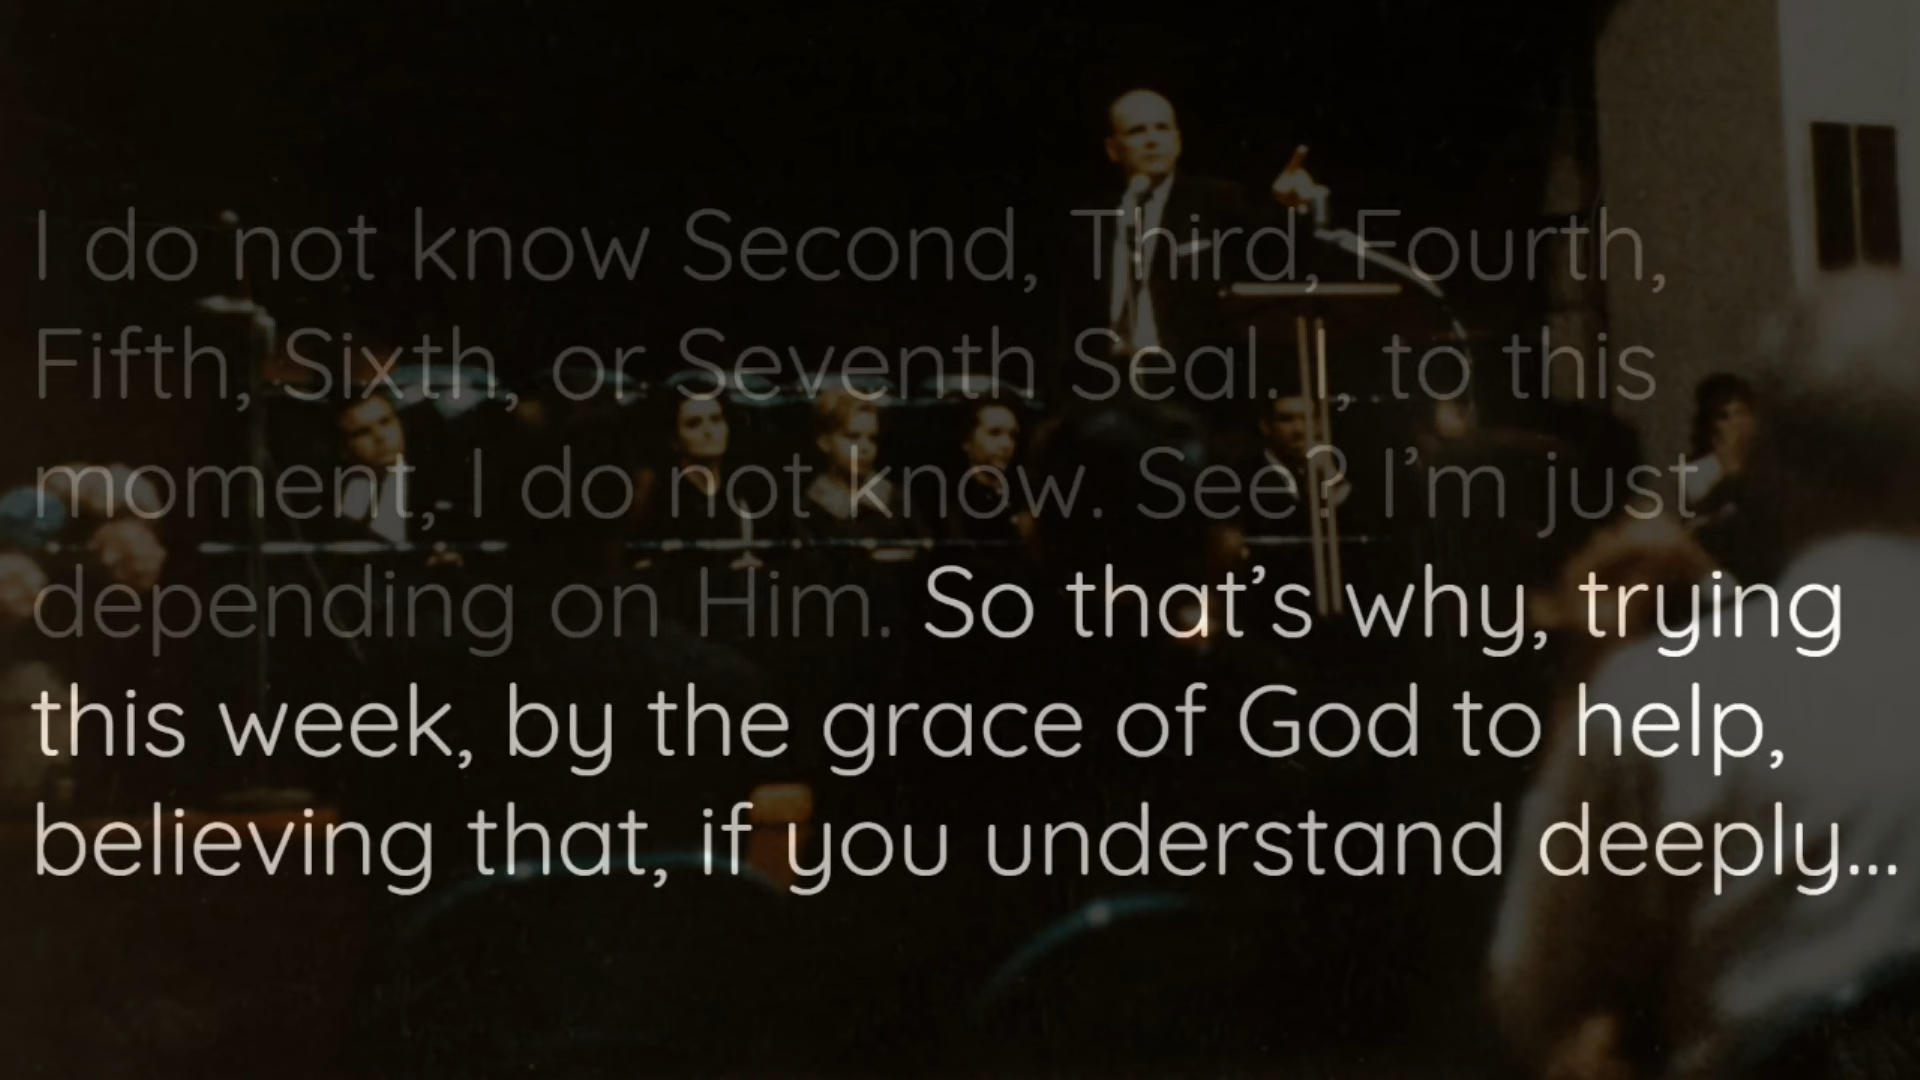 I do not know Second, Third, Fourth,
Fifth, Sixth, or Seventh Seal. I, to this
moment, I do not know. See? I’m just
depending on Him. So that’s why, trying
this week, by the grace of God to help,
believing that, if you understand deeply...